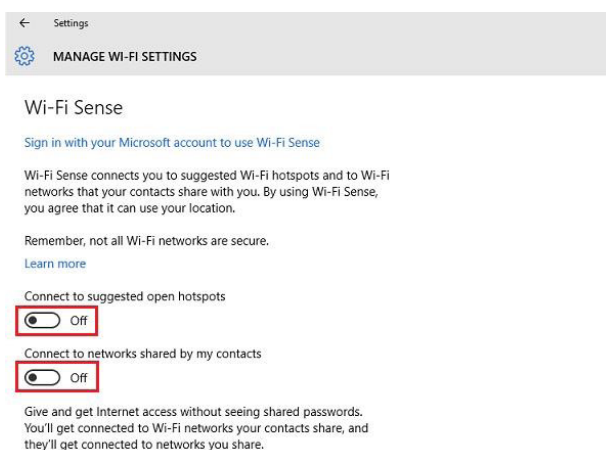 Settings
MANAGE WI-FI SETTINGS
Wi-Fi Sense
Sign in with your Microsoft account to use Wi-Fi Sense
Wi-Fi Sense connects you to suggested Wi-Fi hotspots and to Wi-Fi
networks that your contacts share with you. By using Wi-Fi Sense,
you agree that it can use your location.
Remember, not all Wi-Fi networks are secure.
Learn more
Connect to suggested open hotspots
Off
Connect to networks shared by my contacts
Off
Give and get Internet access without seeing shared passwords.
You'll get connected to Wi-Fi networks your contacts share, and
they'll get connected to networks you share.